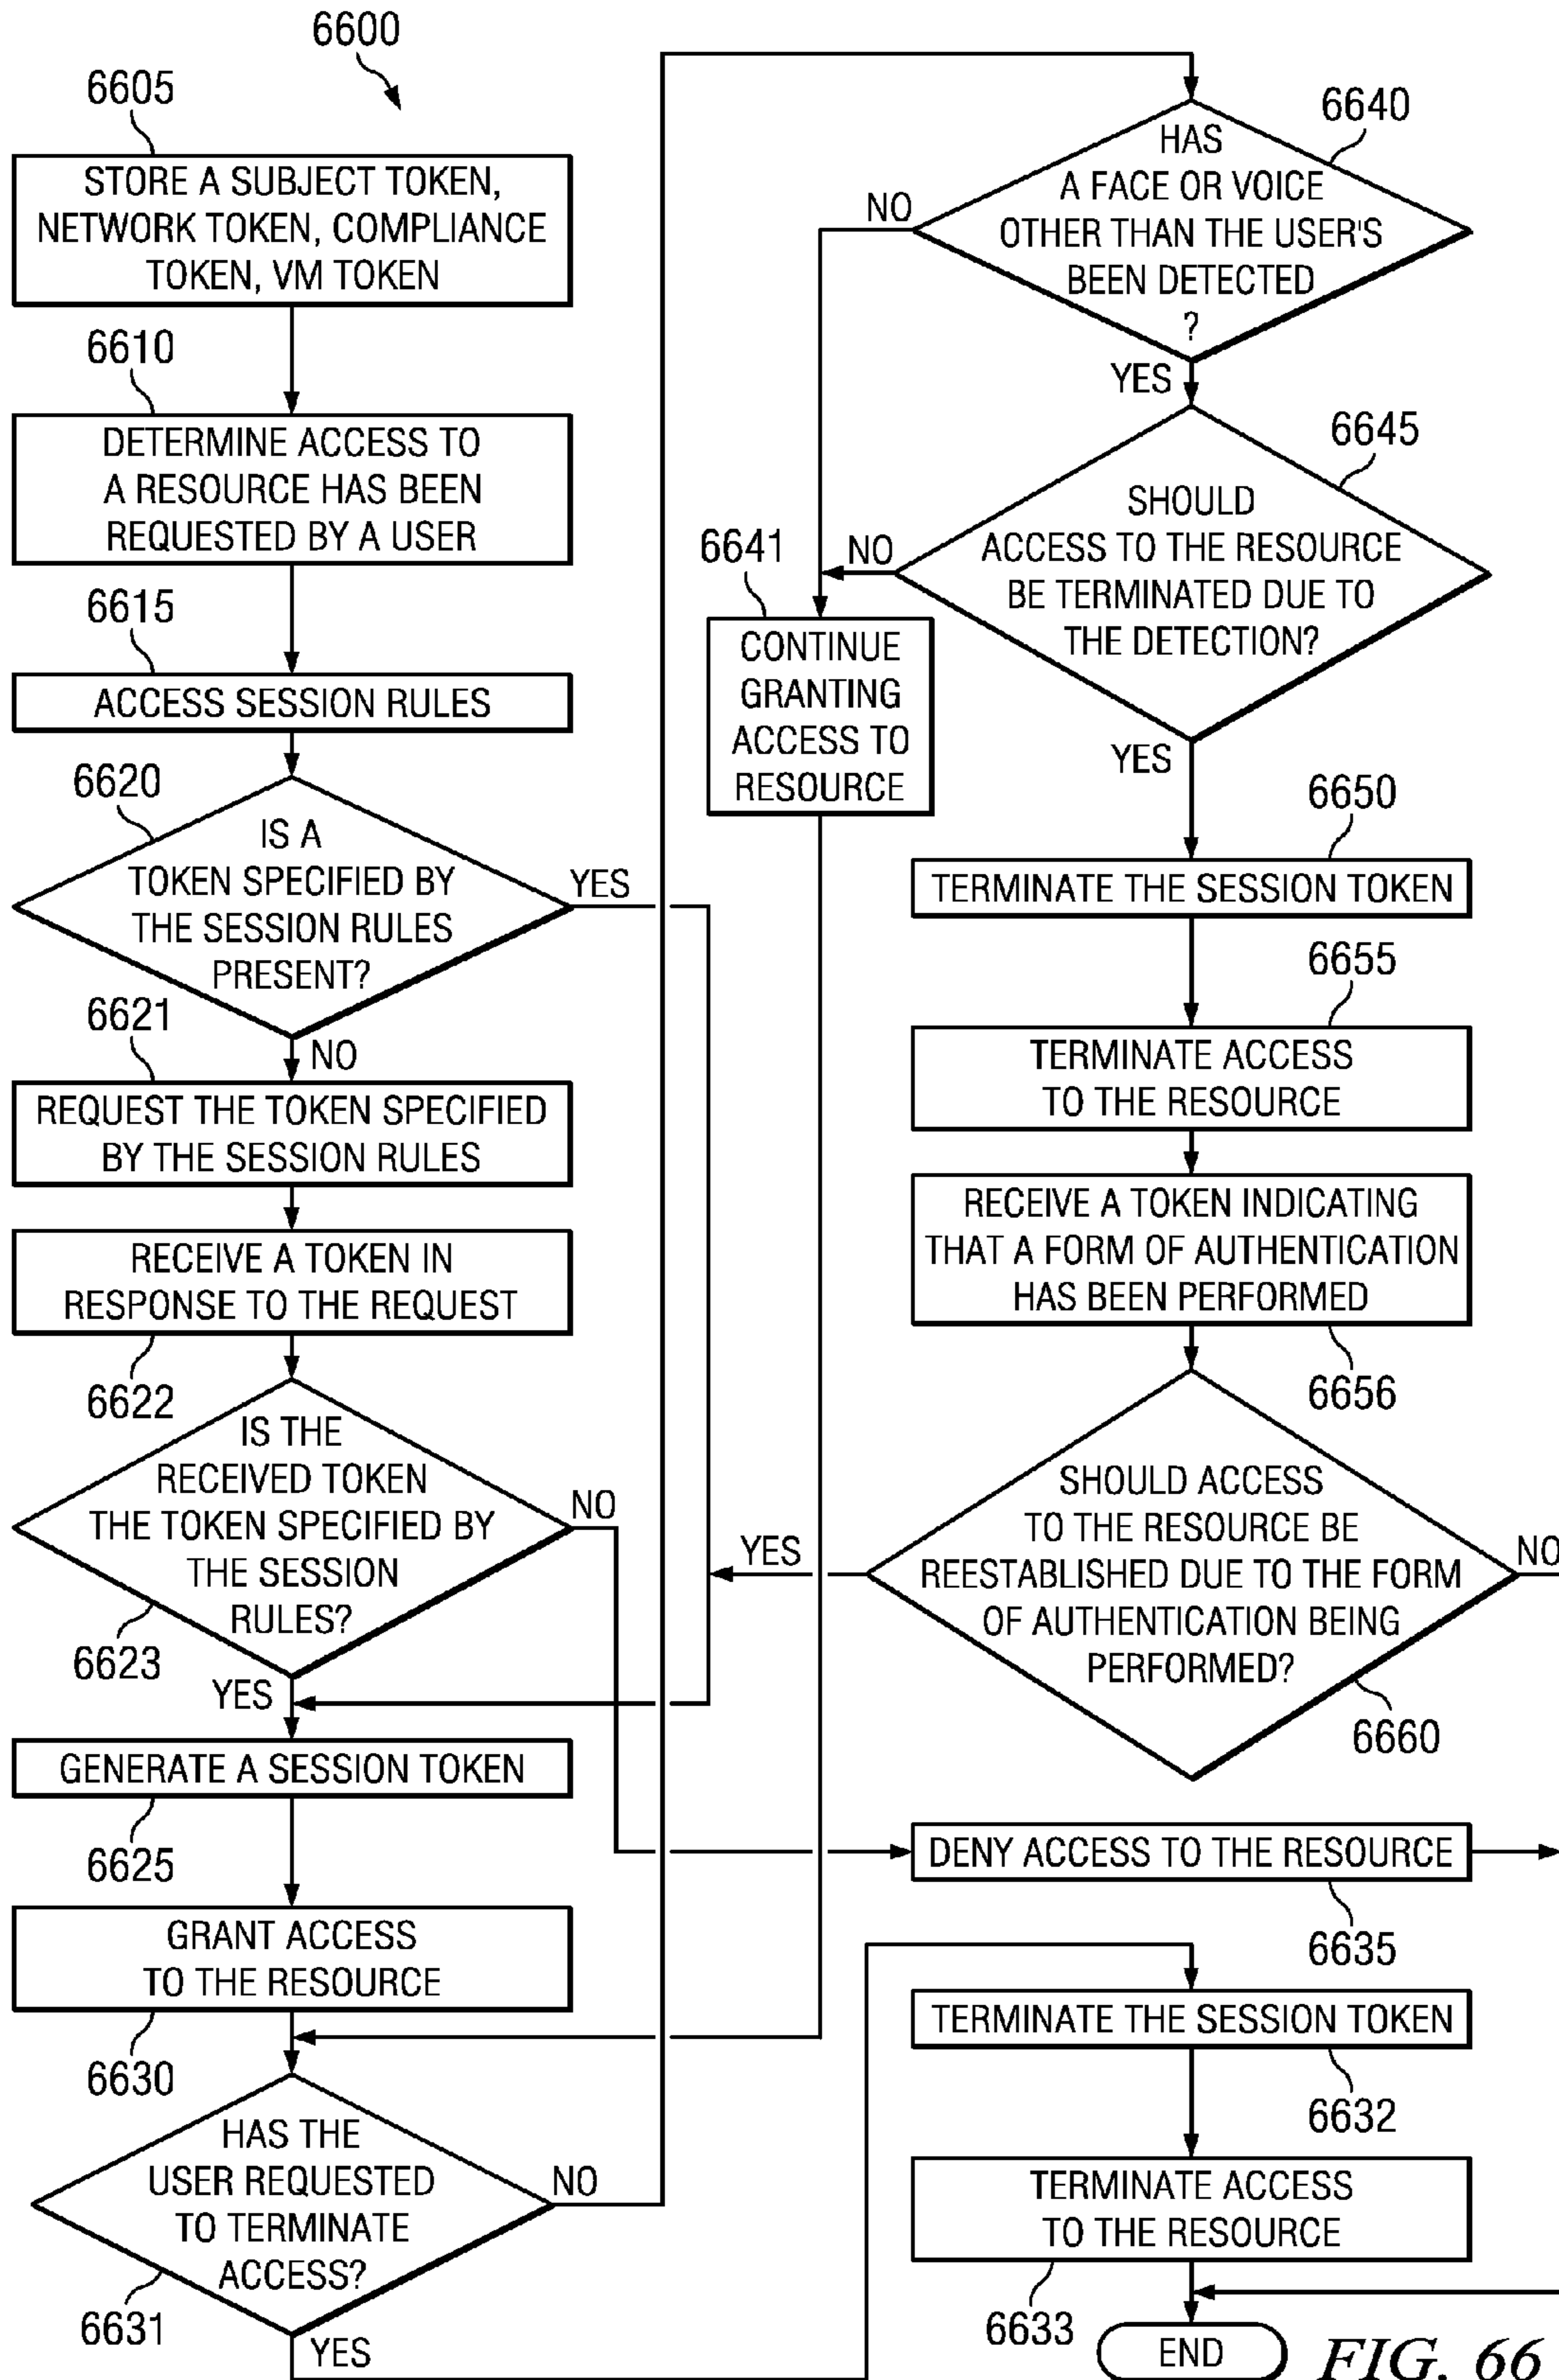 6600
6605
STORE A SUBJECT TOKEN,
NETWORK TOKEN, COMPLIANCE
TOKEN, VM TOKEN
6610
DETERMINE ACCESS TO
A RESOURCE HAS BEEN
REQUESTED BY A USER
6615
ACCESS SESSION RULES
6620
IS A
TOKEN SPECIFIED BY
THE SESSION RULES
PRESENT?
YES
NO
6621
REQUEST THE TOKEN SPECIFIED
BY THE SESSION RULES
RECEIVE A TOKEN IN
RESPONSE TO THE REQUEST
6622
IS THE
RECEIVED TOKEN
THE TOKEN SPECIFIED BY
THE SESSION
RULES?
NO
6623
YES
GENERATE A SESSION TOKEN
6625
GRANT ACCESS
TO THE RESOURCE
6630
HAS THE
USER REQUESTED
TO TERMINATE
ACCESS?
NO
6631
YES
6640
HAS
A FACE OR VOICE
OTHER THAN THE USER'S
BEEN DETECTED
?
NO
YES
6645
SHOULD
ACCESS TO THE RESOURCE
BE TERMINATED DUE TO
THE DETECTION?
NO
6641
CONTINUE
GRANTING
ACCESS TO
RESOURCE
YES
6650
TERMINATE THE SESSION TOKEN
6655
TERMINATE ACCESS
TO THE RESOURCE
RECEIVE A TOKEN INDICATING
THAT A FORM OF AUTHENTICATION
HAS BEEN PERFORMED
6656
SHOULD ACCESS
TO THE RESOURCE BE
REESTABLISHED DUE TO THE FORM
OF AUTHENTICATION BEING
PERFORMED?
YES
NO
6660
DENY ACCESS TO THE RESOURCE
6635
TERMINATE THE SESSION TOKEN
6632
TERMINATE ACCESS
TO THE RESOURCE
6633
END
FIG. 66